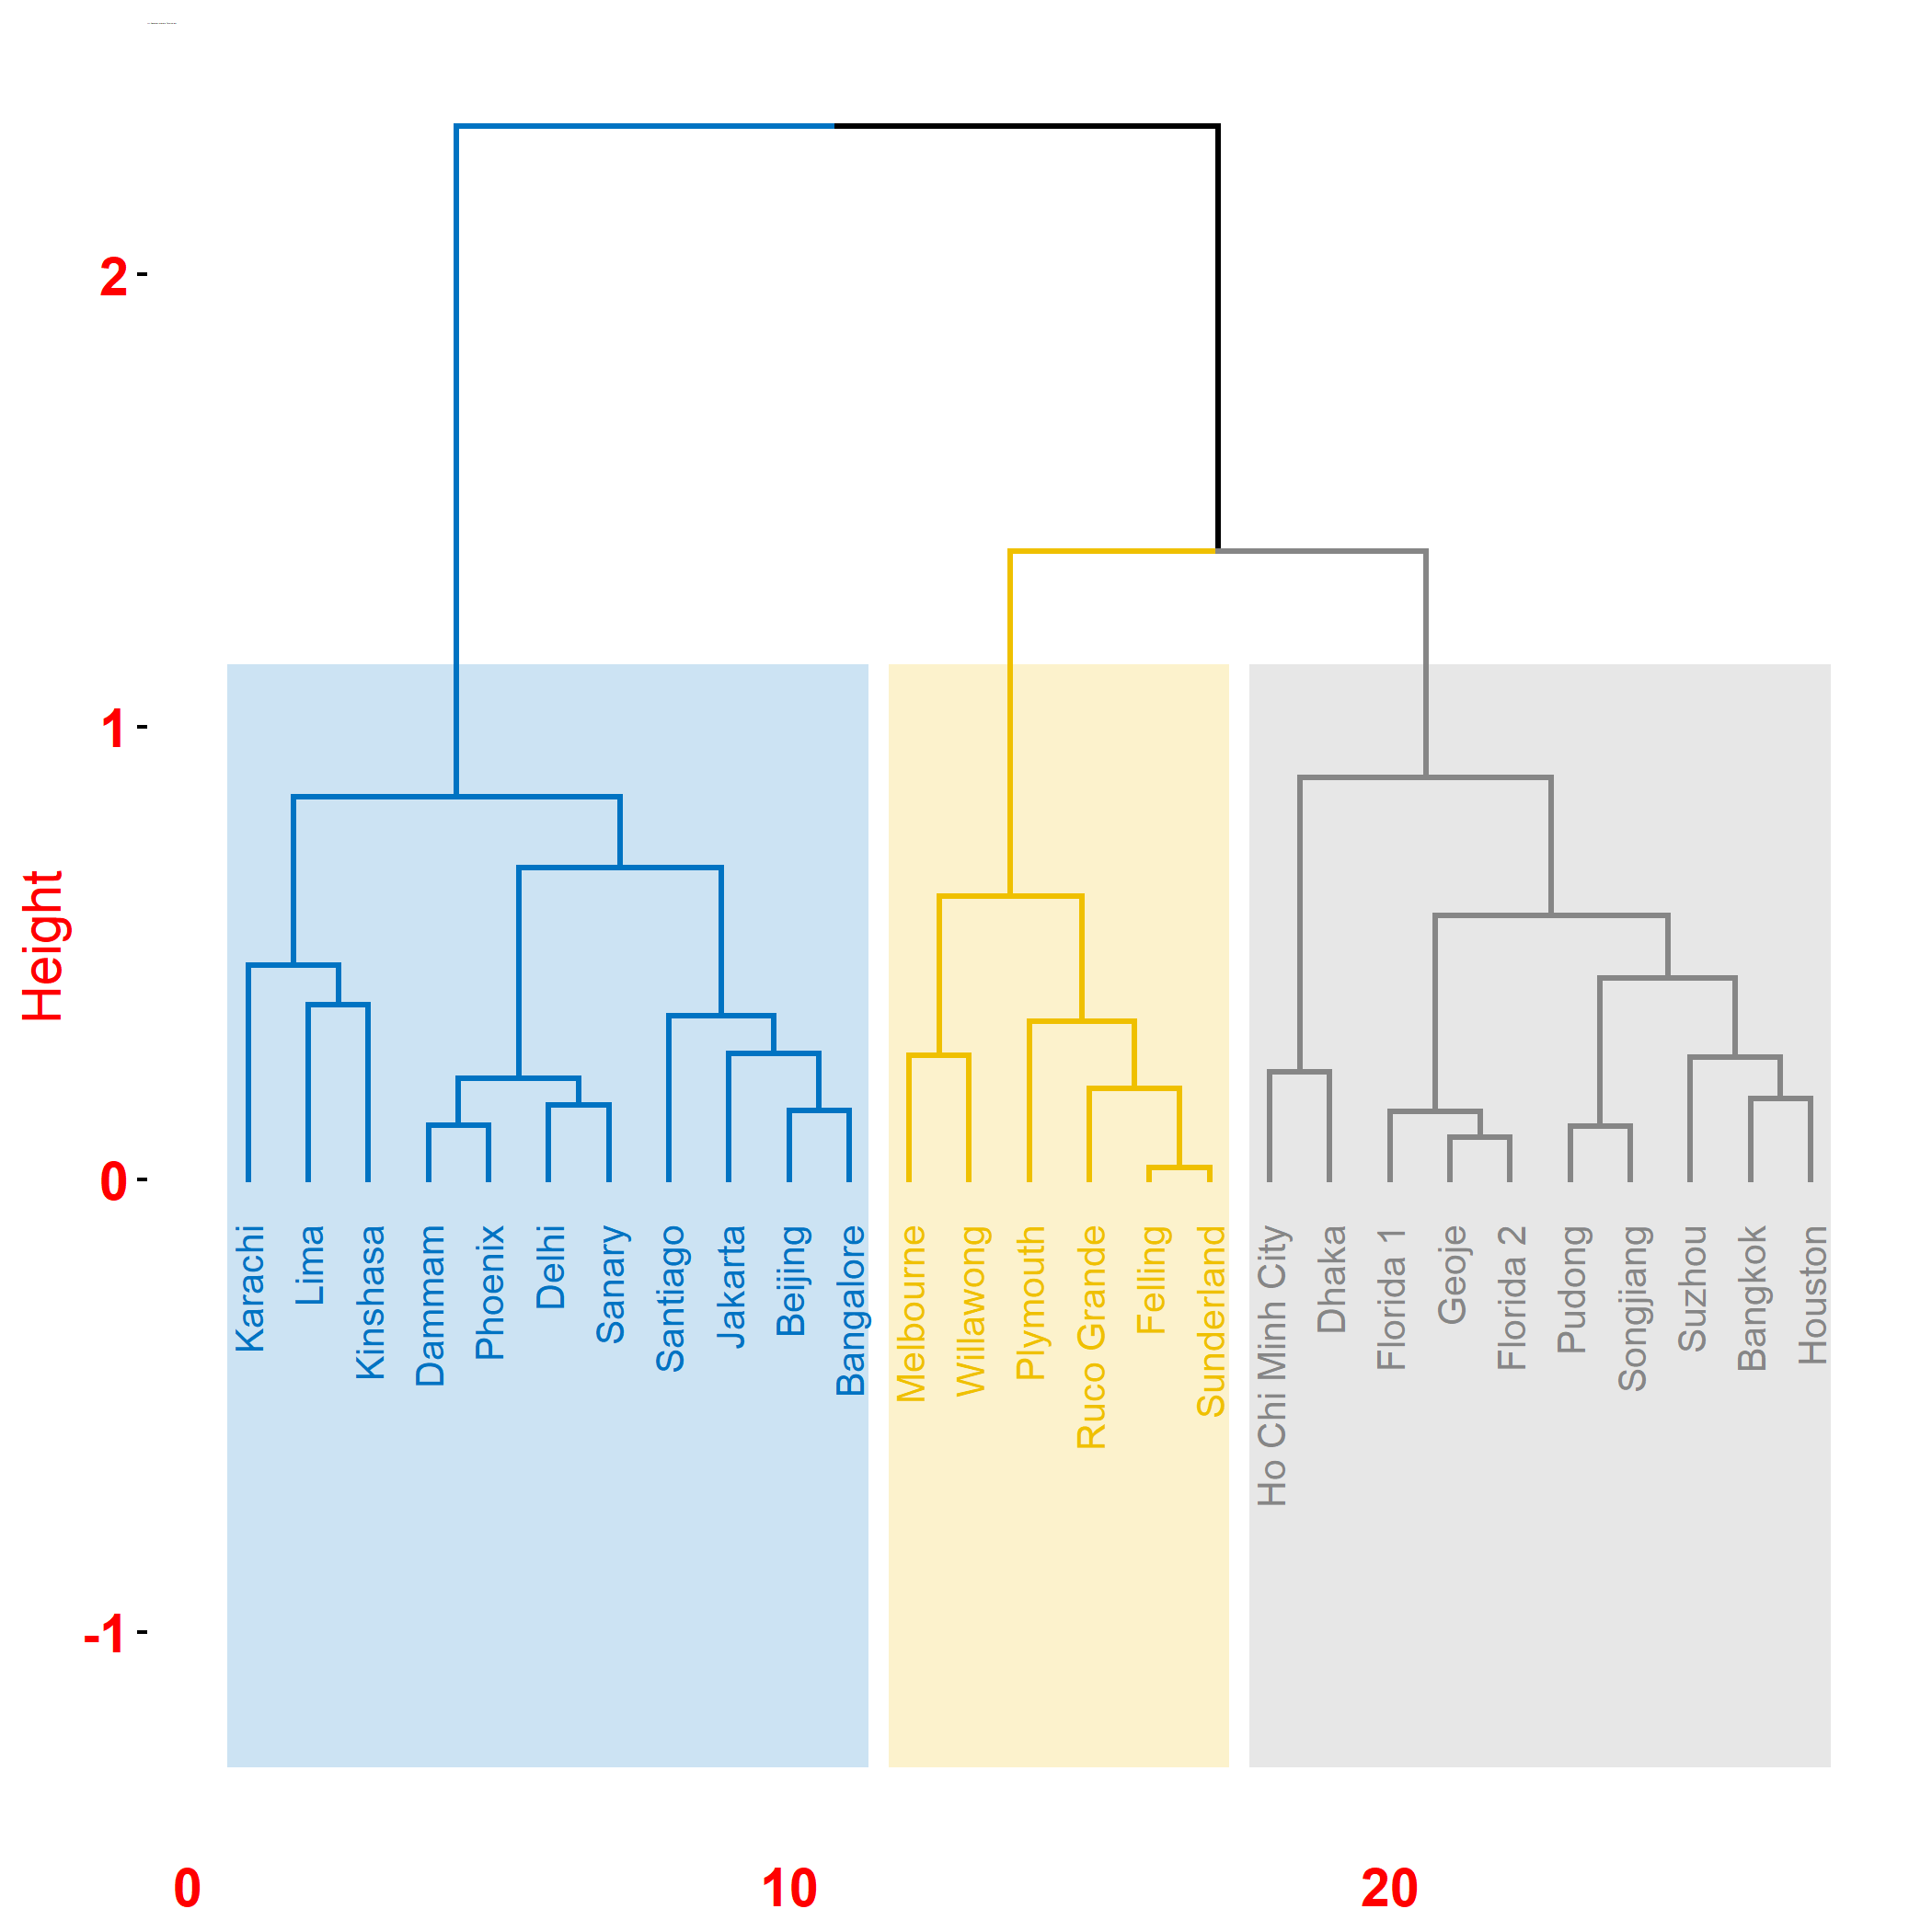 2
1
0
-1
Height
Karachi
Lima
Kinshasa
Dammam
Phoenix
Delhi
Sanary
Santiago
Jakarta
Beijing
Bangalore
Melbourne
Willawong
Plymouth
Ruco Grande
Felling
Sunderland
Ho Chi Minh City
Dhaka
Florida 1
Geoje
Florida 2
Pudong
Songjiang
Suzhou
Bangkok
Houston
0
10
20